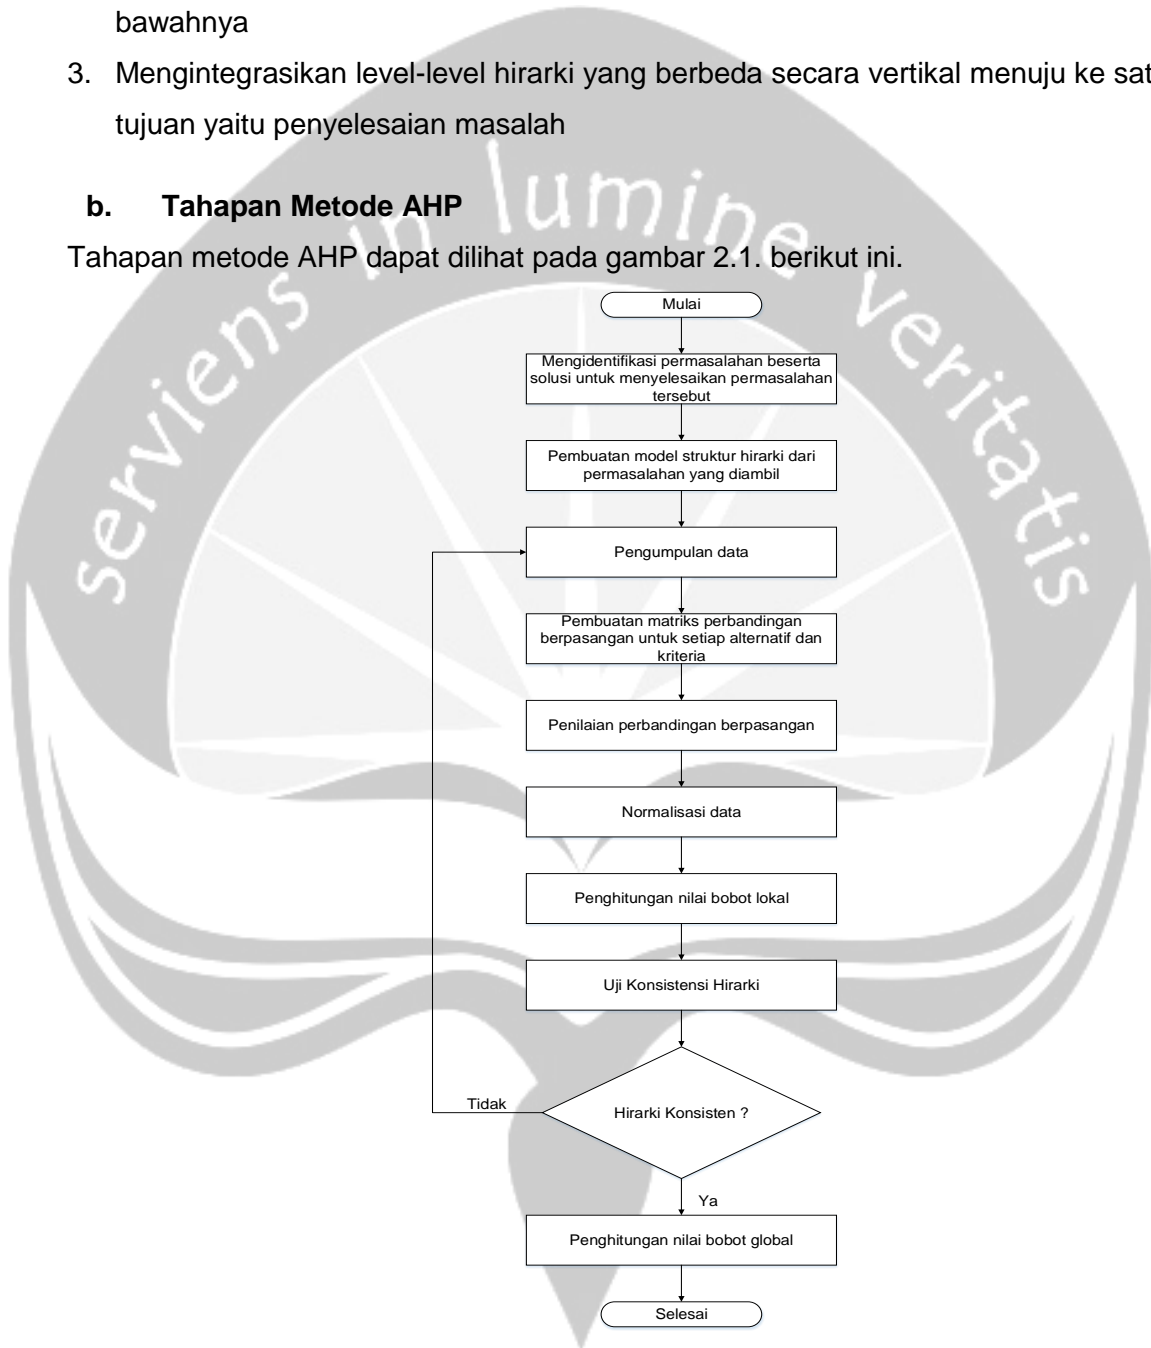 bawahnya
3. Mengintegrasikan level-level hirarki yang berbeda secara vertikal menuju ke sat
tujuan yaitu penyelesaian masalah
b. Tahapan Metode AHP
Tahapan metode AHP dapat dilihat pada gambar 2.1. berikut ini.
serviens in lumine veritatis
Mulai
Mengidentifikasi permasalahan beserta
solusi untuk menyelesaikan permasalahan
tersebut
Pembuatan model struktur hirarki dari
permasalahan yang diambil
Pengumpulan data
Pembuatan matriks perbandingan
berpasangan untuk setiap alternatif dan
kriteria
Penilaian perbandingan berpasangan
Normalisasi data
Penghitungan nilai bobot lokal
Uji Konsistensi Hirarki
Hirarki Konsisten ?
Tidak
Ya
Penghitungan nilai bobot global
Selesai